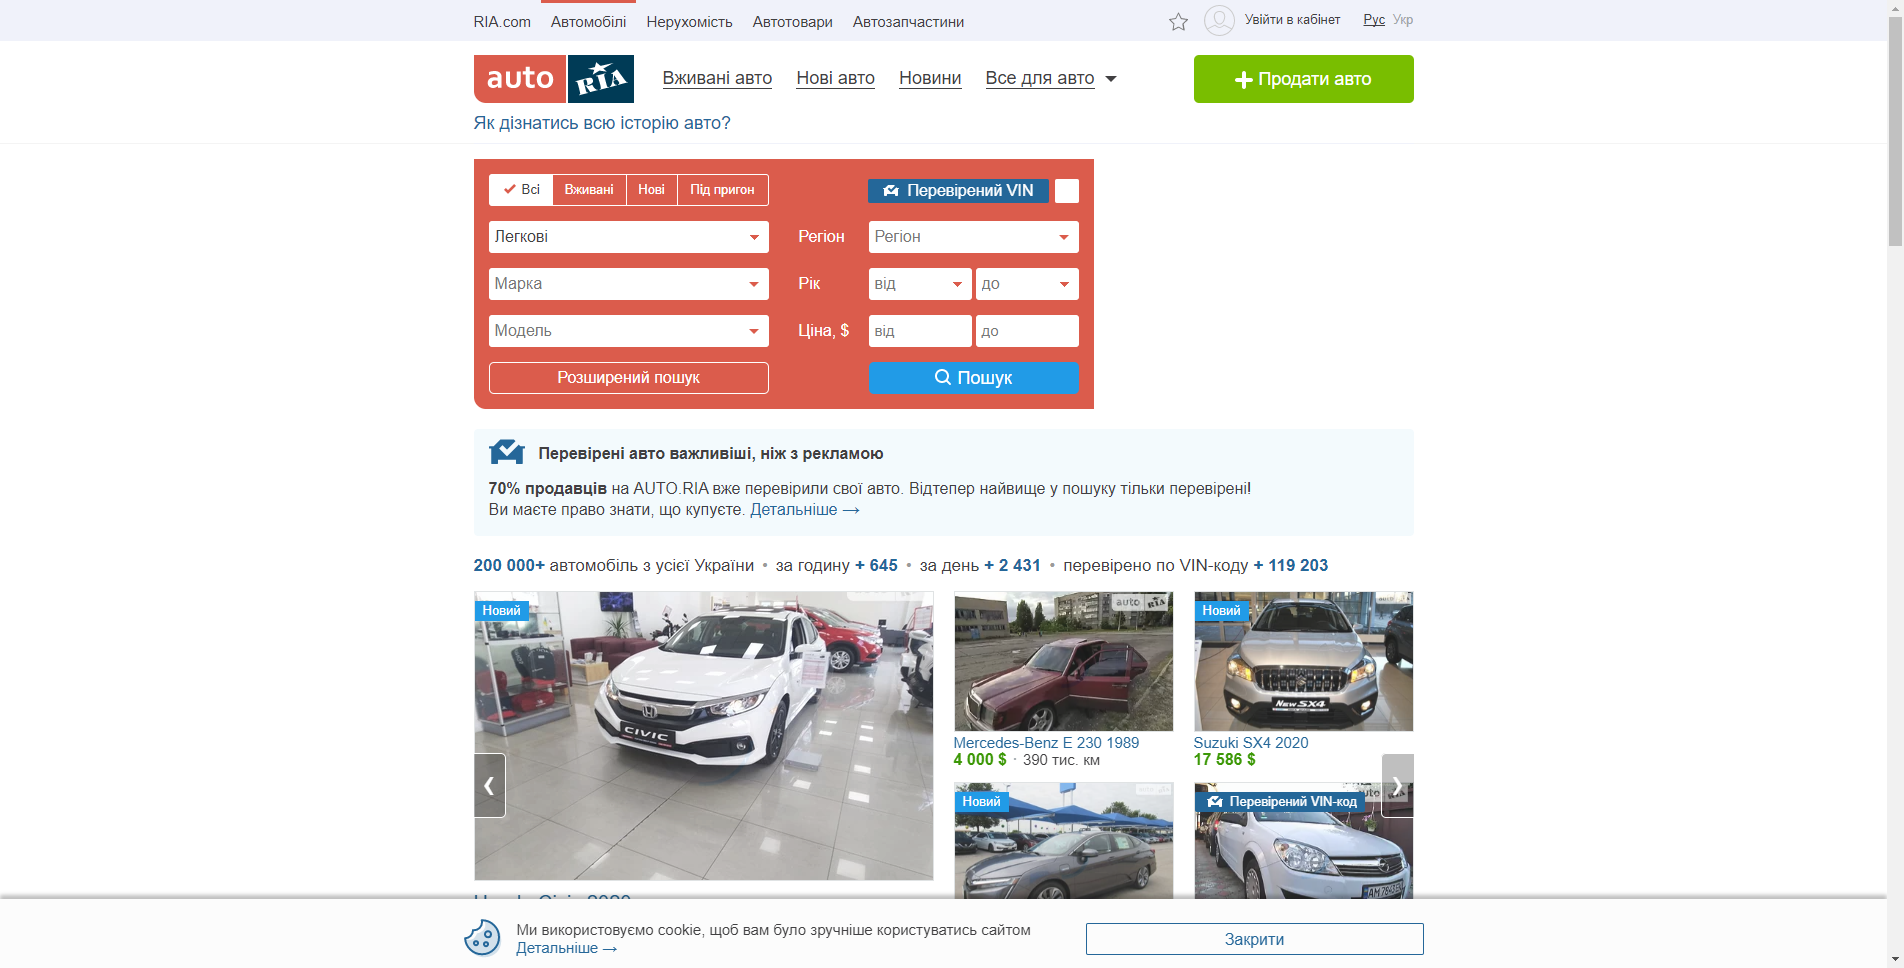 RIA.com Автомобілі Нерухомість Автотовари Автозапчастини Увійти в кабінет Рус Укр
auto RIA Вживані авто Нові авто Новини Все для авто Продати авто
Як дізнатись всю історію авто?
Всі Вживані Нові Під пригон Перевірений VIN
Легкові Регіон Регіон
Марка Рік від до
Модель Ціна, $ від до
Розширений пошук Пошук
Перевірені авто важливіші, ніж з рекламою
70% продавців на AUTO.RIA вже перевірили свої авто. Відтепер найвище у пошуку тільки перевірені!
Ви маєте право знати, що купуєте. Детальніше →
200 000+ автомобіль з усієї України • за годину + 645 • за день + 2 431 • перевірено по VIN-коду + 119 203
Новий
CIVIC
auto RIA
Mercedes-Benz E 230 1989
4 000 $ · 390 тис. км
Новий
New SX4
Suzuki SX4 2020
17 586 $
Новий
Перевірений VIN-код
Honda Civic 2020
Ми використовуємо cookie, щоб вам було зручніше користуватись сайтом
Детальніше →
Закрити